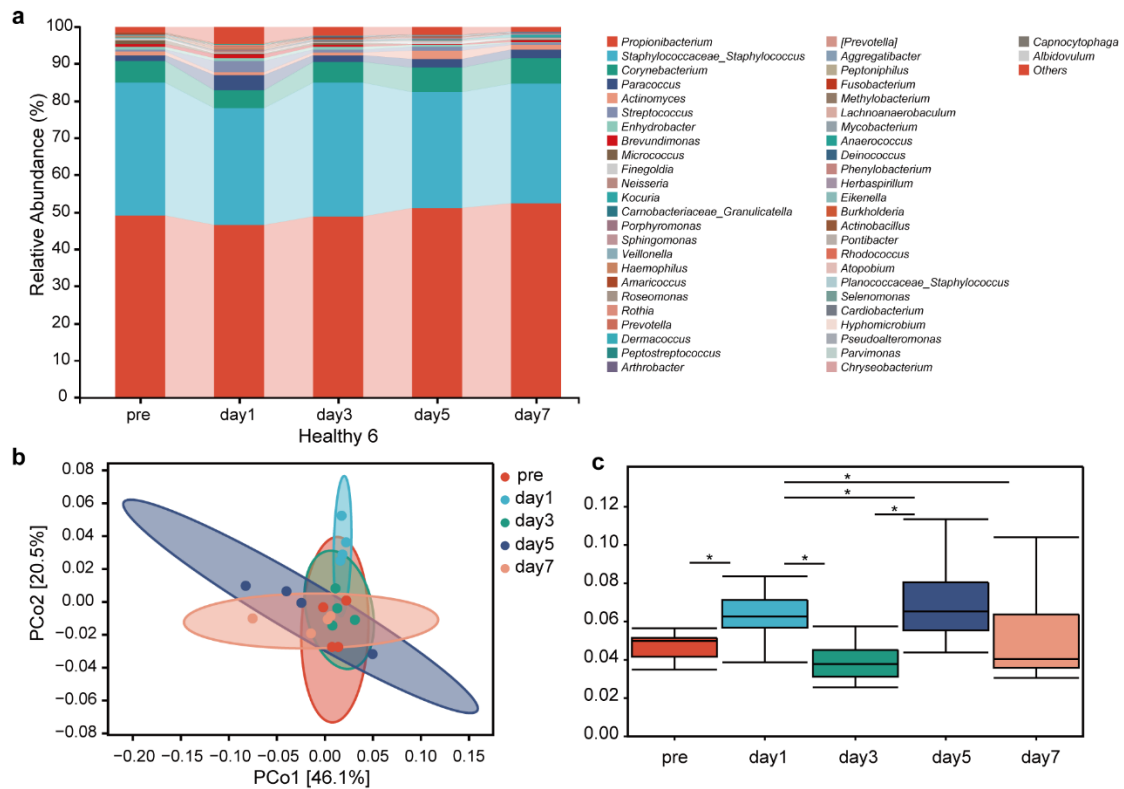 a
Relative Abundance (%)
100
90
80
70
60
50
40
30
20
10
0
pre day1 day3 day5 day7
Healthy 6
Propionibacterium
Staphylococcaceae_Staphylococcus
Corynebacterium
Paracoccus
Actinomyces
Streptococcus
Enhydrobacter
Brevundimonas
Micrococcus
Finegoldia
Neisseria
Kocuria
Carnobacteriaceae_Granulicatella
Porphyromonas
Sphingomonas
Veillonella
Haemophilus
Amaricoccus
Roseomonas
Rothia
Prevotella
Dermacoccus
Peptostreptococcus
Arthrobacter
[Prevotella]
Aggregatibacter
Peptoniphilus
Fusobacterium
Methylobacterium
Lachnoanaerobaculum
Mycobacterium
Anaerococcus
Deinococcus
Phenylobacterium
Herbaspirillum
Eikenella
Burkholderia
Actinobacillus
Pontibacter
Rhodococcus
Atopobium
Planococcaceae_Staphylococcus
Selenomonas
Cardiobacterium
Hyphomicrobium
Pseudoalteromonas
Parvimonas
Chryseobacterium
Capnocytophaga
Albidovulum
Others
b
PCo2 [20.5%]
0.08
0.06
0.04
0.02
0.00
−0.02
−0.04
−0.06
−0.08
−0.20 −0.15 −0.10 −0.05 0.00 0.05 0.10 0.15
PCo1 [46.1%]
pre
day1
day3
day5
day7
c
0.12
0.10
0.08
0.06
0.04
0.02
0.00
*
*
*
*
*
pre day1 day3 day5 day7